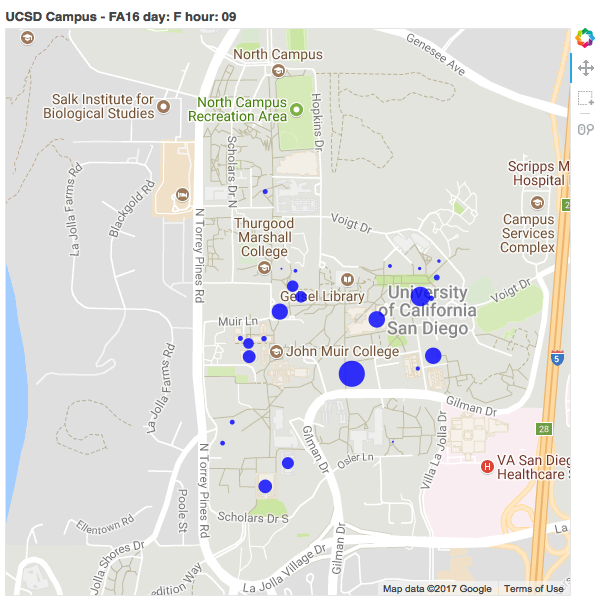 UCSD Campus - FA16 day: F hour: 09
Genesee Ave
North Campus
Salk Institute for
Biological Studies
North Campus
Recreation Area
Hopkins Dr
Scholars Dr N
Scripps M
Hospital
La Jolla Farms Rd
Blackgold Rd
2
N Torrey Pines Rd
Voigt Dr
Campus
Services
Complex
Thurgood
Marshall
College
Geisel Library
University
of California
San Diego
Voigt Dr
Muir Ln
John Muir College
5
La Jolla Farms Rd
Gilman Dr
Gilman Dr
Villa La Jolla Dr
28
N Torrey Pines Rd
Osler Ln
H
VA San Dieg
Healthcare S
Poole St
Ellentown Rd
Scholars Dr S
La
La Jolla Shores Dr
Gilman Dr
La Jolla Village Dr
edition Way
Map data ©2017 Google
Terms of Use